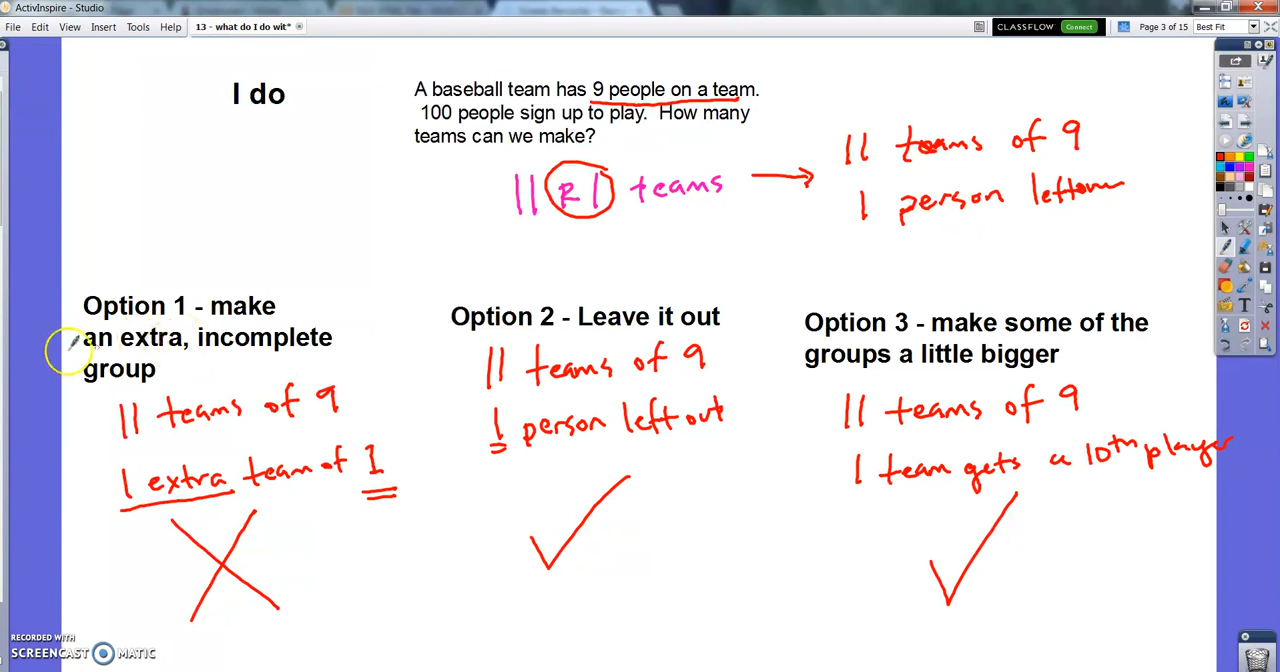 ActivInspire - Studio
File Edit View Insert Tools Help
13 - what do I do wit*
CLASSFLOW Connect
Page 3 of 15
Best Fit
I do
A baseball team has 9 people on a team.
100 people sign up to play. How many
teams can we make?
11 R 1 teams
11 teams of 9
1 person leftover
Option 1 - make
an extra, incomplete
group
11 teams of 9
1 extra team of 1
Option 2 - Leave it out
11 teams of 9
1 person left out
Option 3 - make some of the
groups a little bigger
11 teams of 9
1 team gets a 10th player
RECORDED WITH
SCREENCAST MATIC